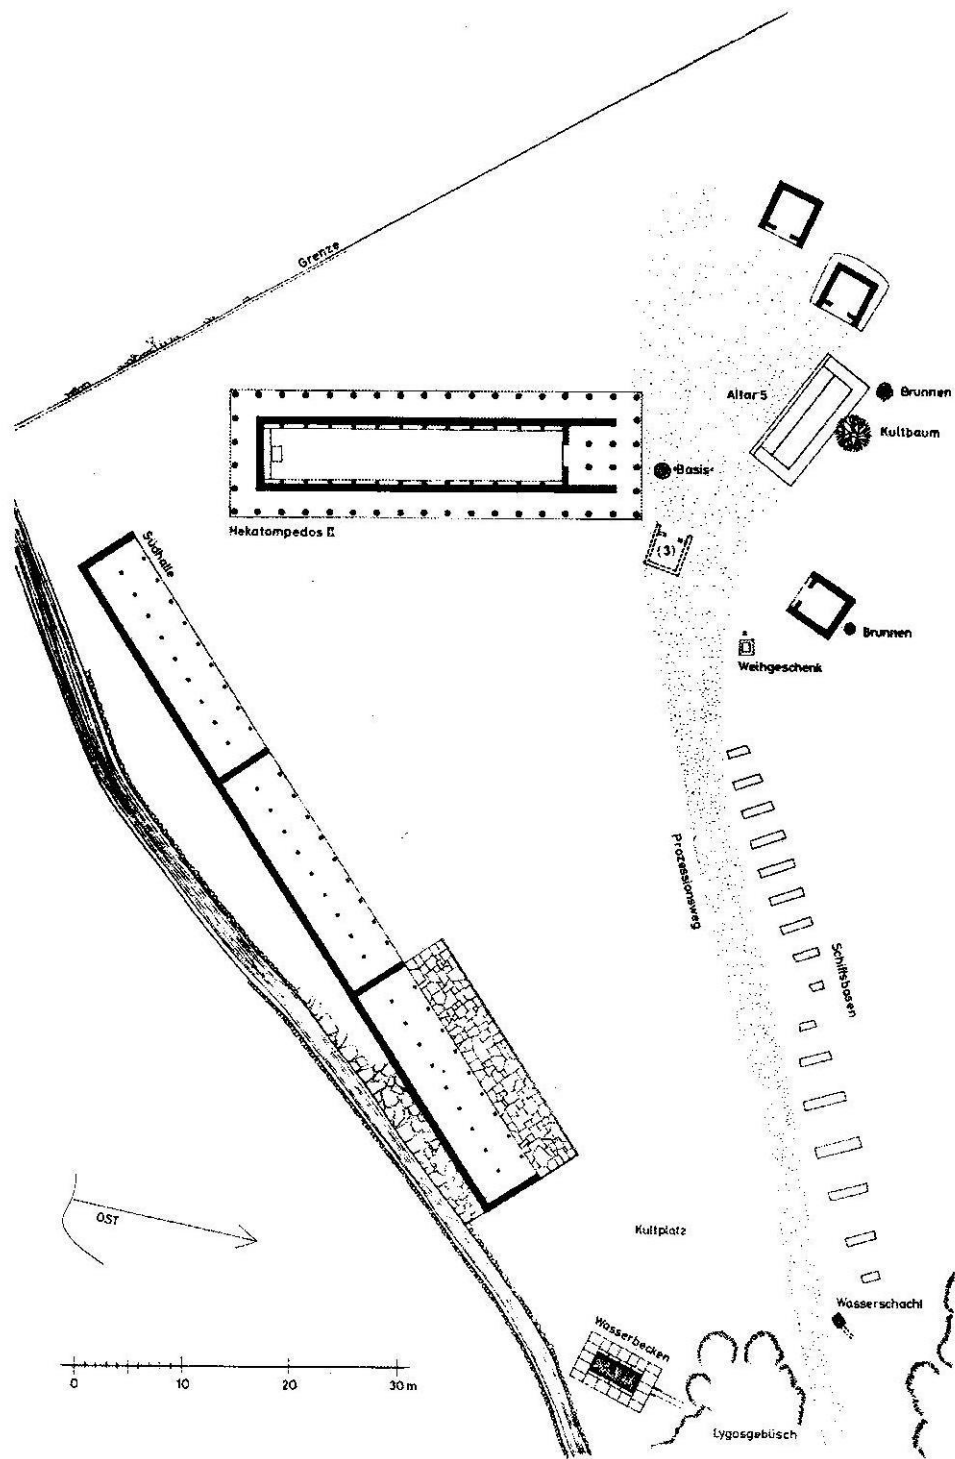 Grenze
Altar 5
Brunnen
Kultbaum
"Basis"
Hekatompedos II
(3)
Südhalle
Brunnen
Weihgeschenk
Prozessionsweg
Schiffsbasen
OST
Kultplatz
Wasserschacht
Wasserbecken
0 10 20 30 m
Lygosgebüsch